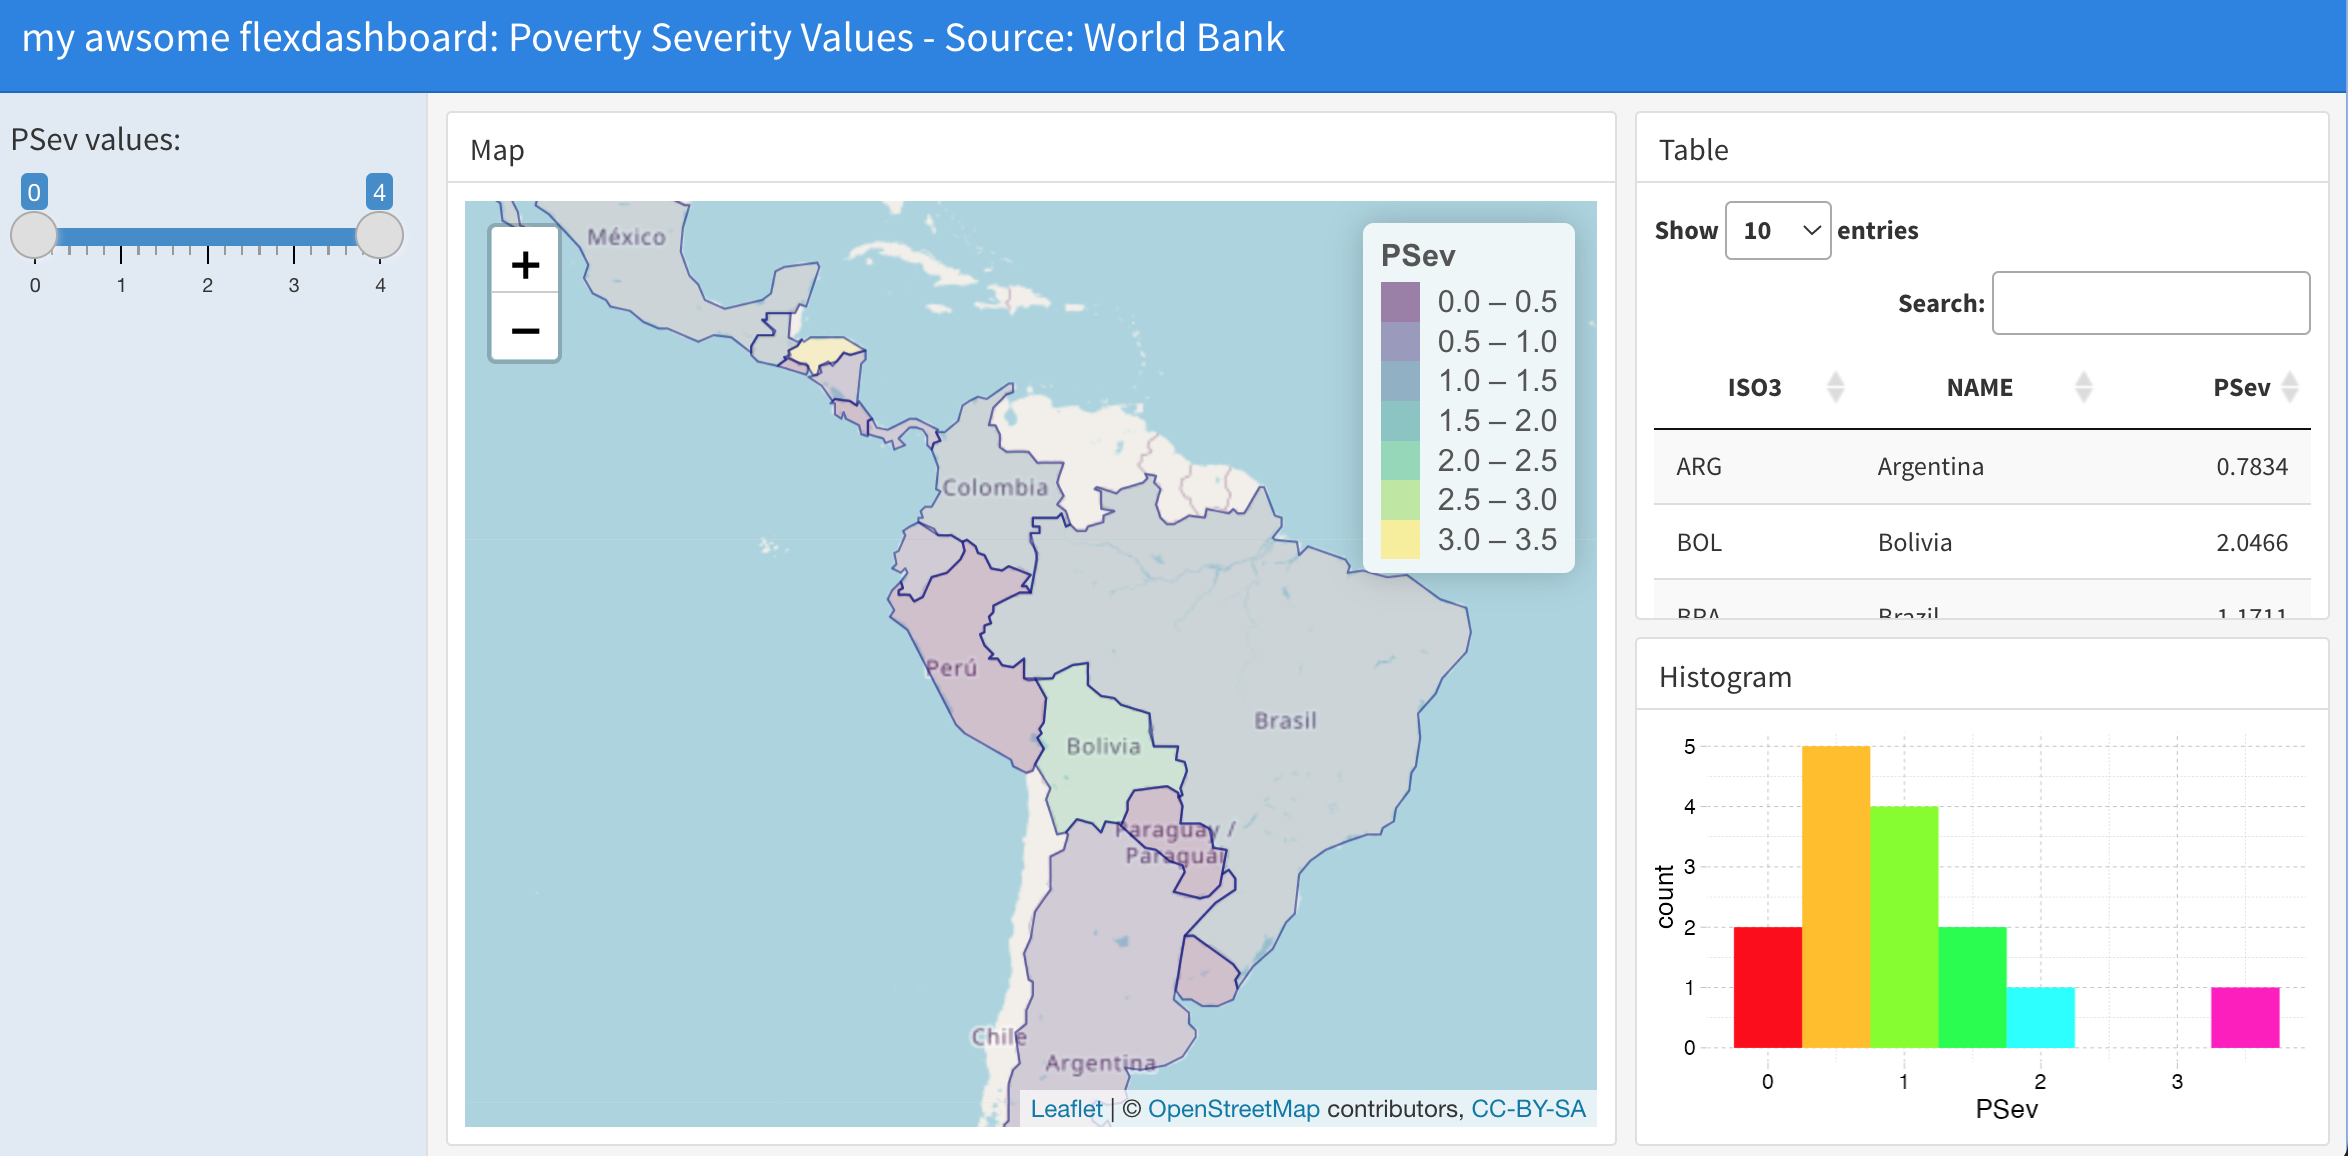 my awsome flexdashboard: Poverty Severity Values - Source: World Bank
PSev values:
0 4
0 1 2 3 4
Map
+
−
México
Colombia
Perú
Brasil
Bolivia
Paraguay /
Paraguái
Chile
Argentina
PSev
0.0 – 0.5
0.5 – 1.0
1.0 – 1.5
1.5 – 2.0
2.0 – 2.5
2.5 – 3.0
3.0 – 3.5
Leaflet | © OpenStreetMap contributors, CC-BY-SA
Table
Show 10 entries
Search:
ISO3 NAME PSev
ARG Argentina 0.7834
BOL Bolivia 2.0466
BRA Brazil 1.1711
Histogram
5
4
3
2
1
0
count
0 1 2 3
PSev